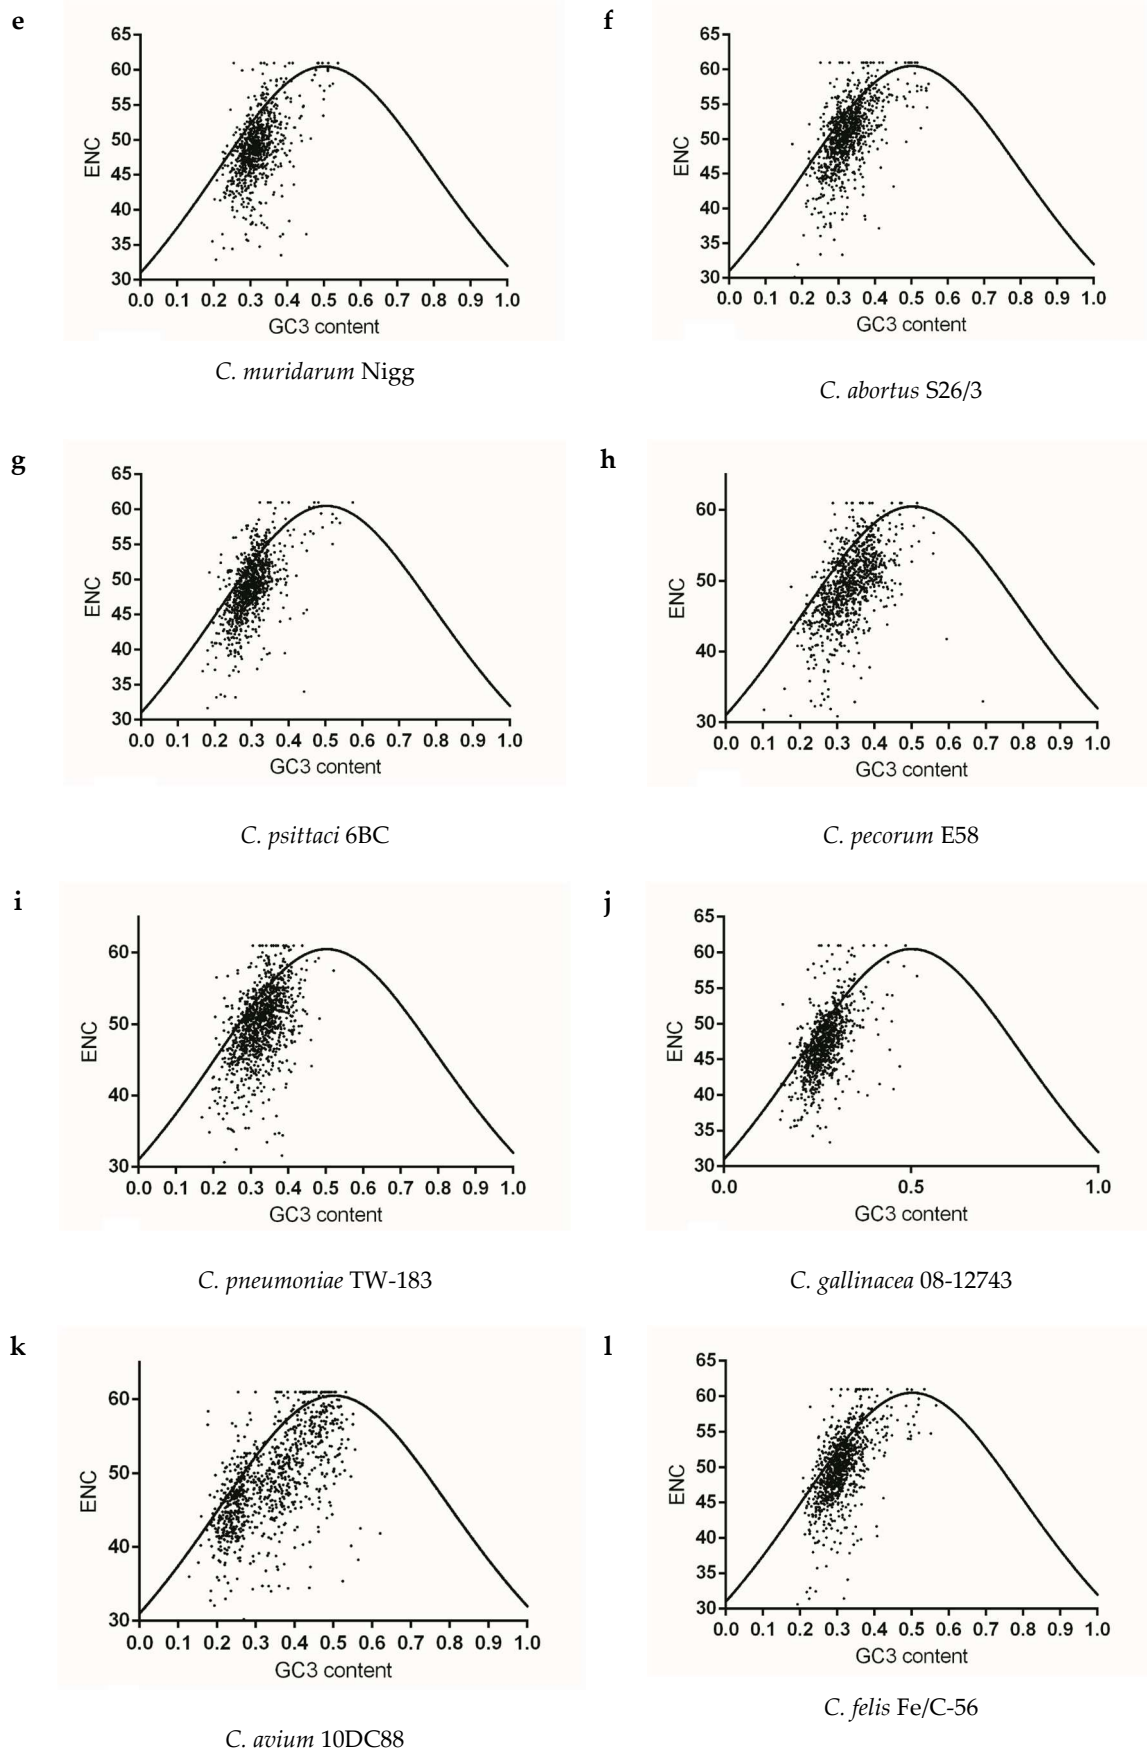 e
65
60
55
50
45
40
35
30
ENC
0.0 0.1 0.2 0.3 0.4 0.5 0.6 0.7 0.8 0.9 1.0
GC3 content
C. muridarum Nigg
f
65
60
55
50
45
40
35
30
ENC
0.0 0.1 0.2 0.3 0.4 0.5 0.6 0.7 0.8 0.9 1.0
GC3 content
C. abortus S26/3
g
65
60
55
50
45
40
35
30
ENC
0.0 0.1 0.2 0.3 0.4 0.5 0.6 0.7 0.8 0.9 1.0
GC3 content
C. psittaci 6BC
h
60
50
40
30
ENC
0.0 0.1 0.2 0.3 0.4 0.5 0.6 0.7 0.8 0.9 1.0
GC3 content
C. pecorum E58
i
60
50
40
30
ENC
0.0 0.1 0.2 0.3 0.4 0.5 0.6 0.7 0.8 0.9 1.0
GC3 content
C. pneumoniae TW-183
j
65
60
55
50
45
40
35
30
ENC
0.0 0.5 1.0
GC3 content
C. gallinacea 08-12743
k
60
50
40
30
ENC
0.0 0.1 0.2 0.3 0.4 0.5 0.6 0.7 0.8 0.9 1.0
GC3 content
C. avium 10DC88
l
65
60
55
50
45
40
35
30
ENC
0.0 0.1 0.2 0.3 0.4 0.5 0.6 0.7 0.8 0.9 1.0
GC3 content
C. felis Fe/C-56